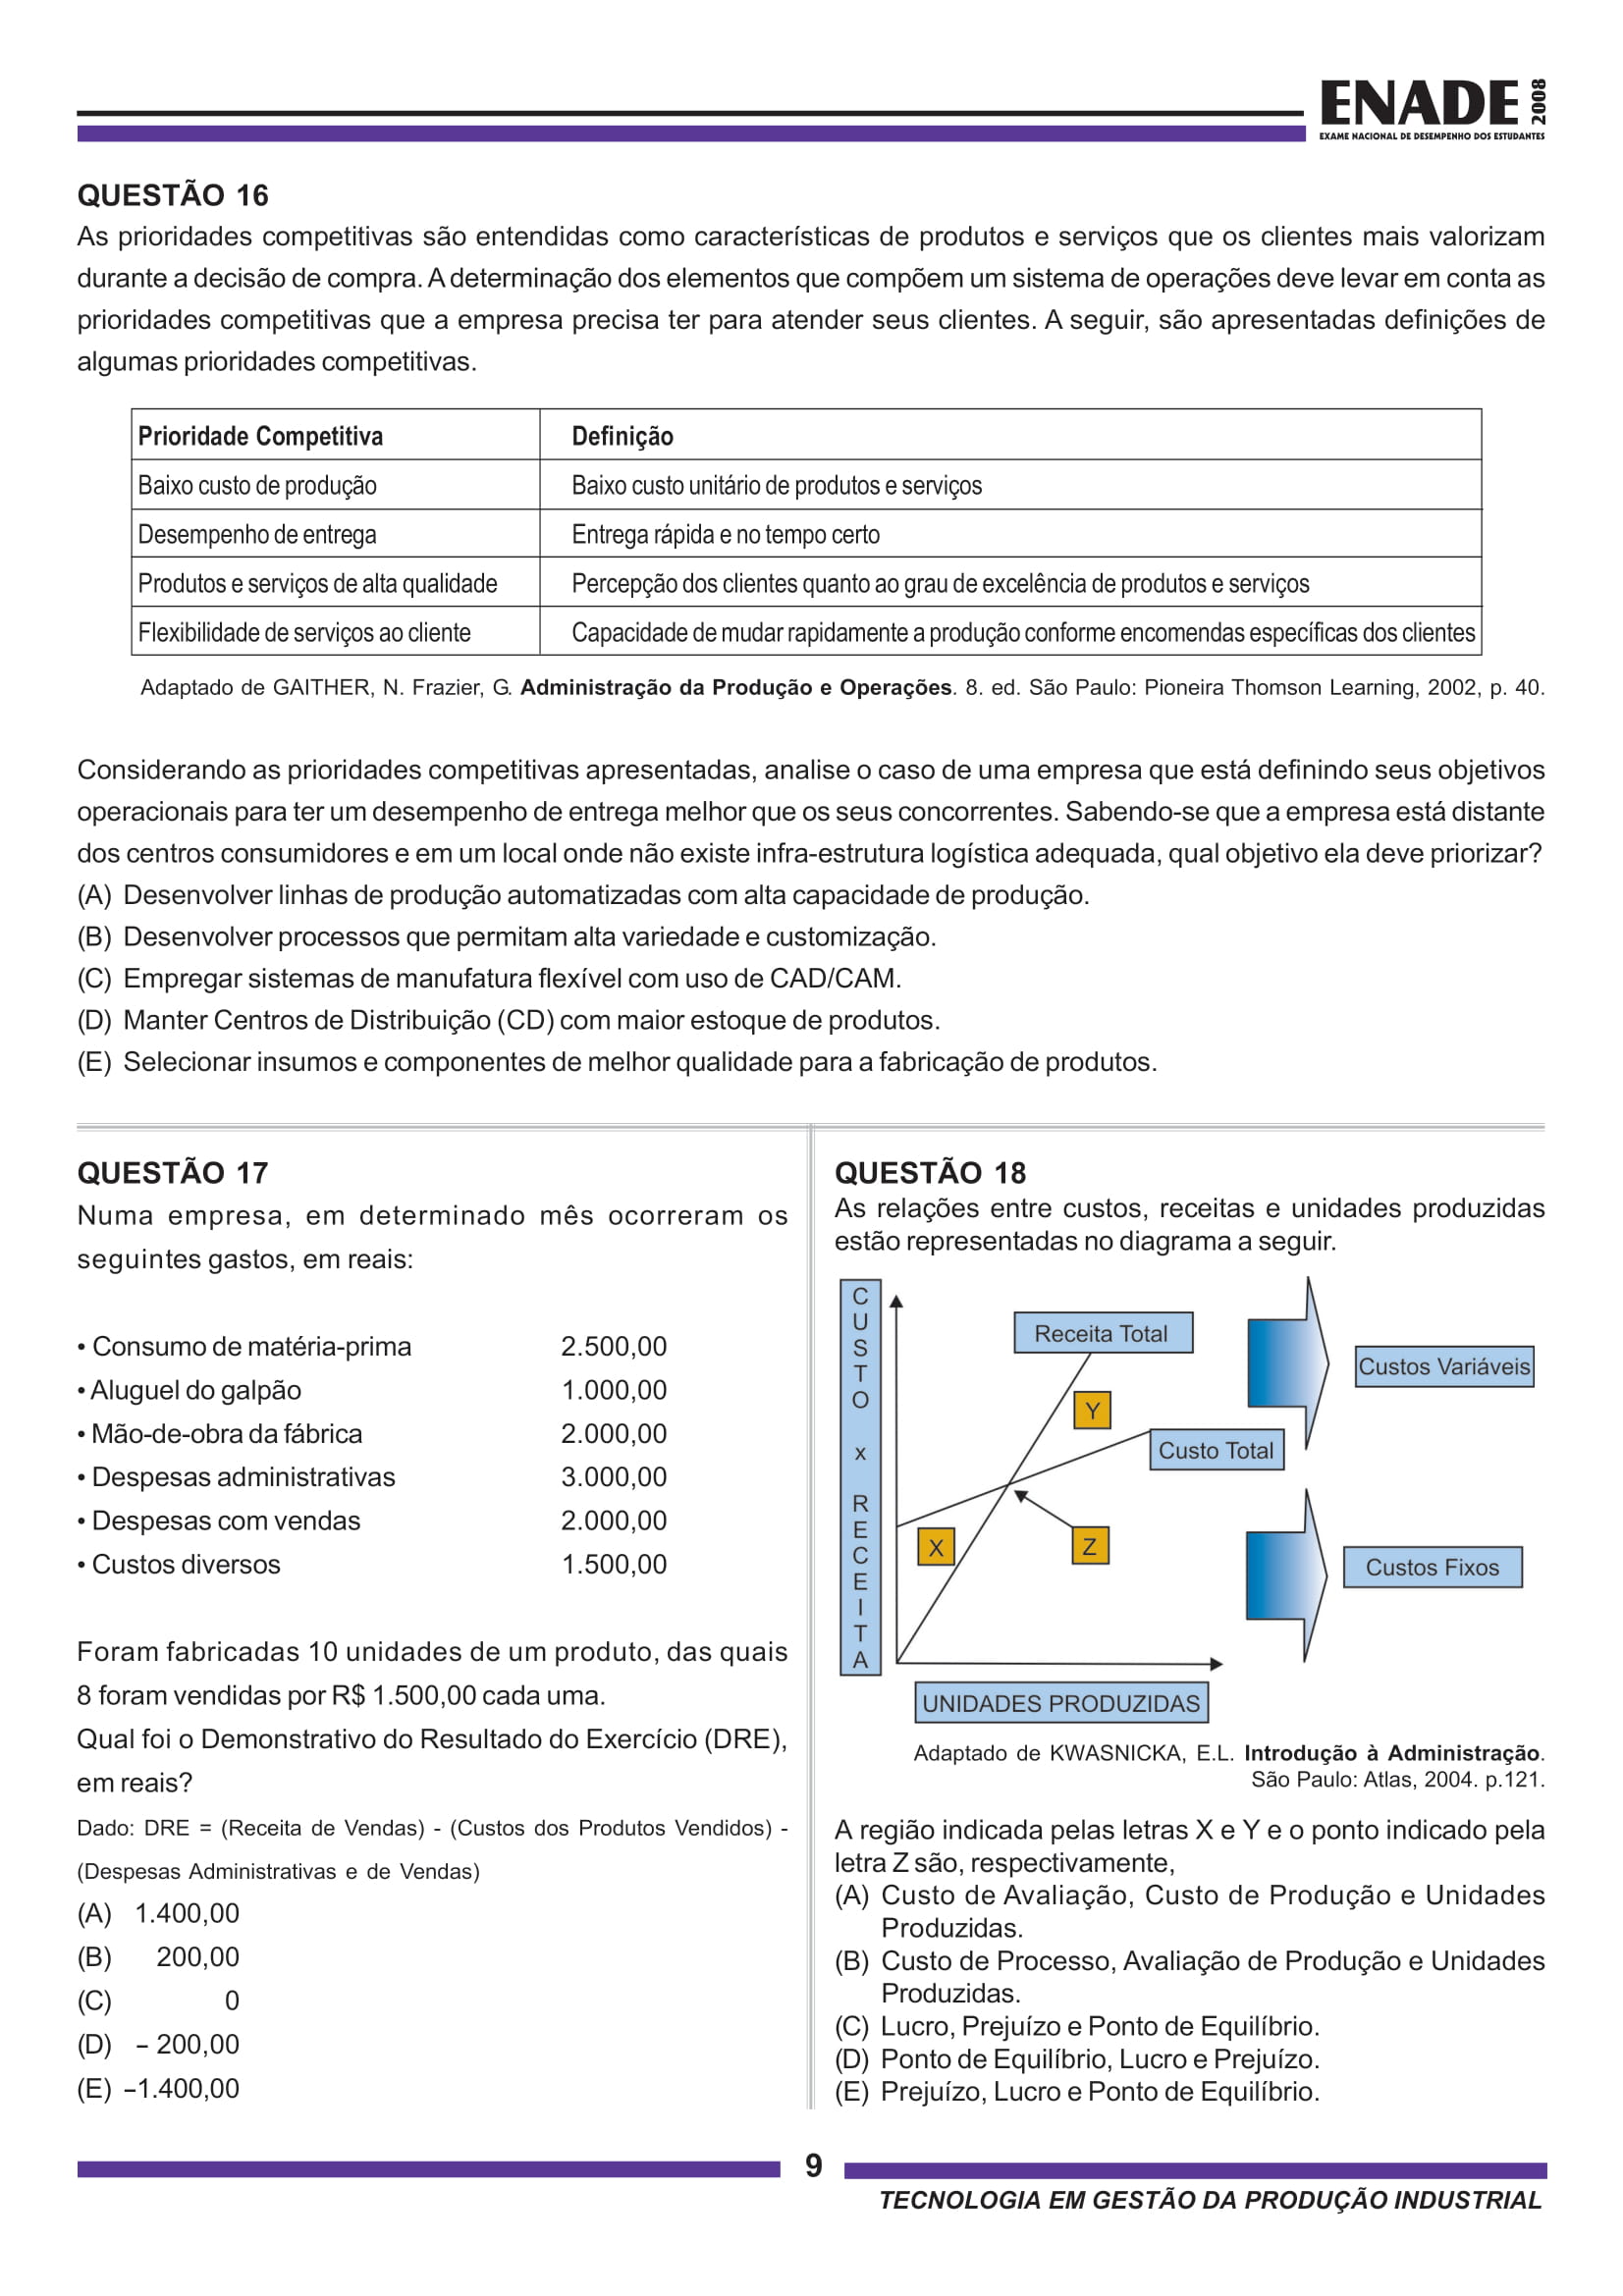 ENADE 2008
EXAME NACIONAL DE DESEMPENHO DOS ESTUDANTES
QUESTÃO 16
As prioridades competitivas são entendidas como características de produtos e serviços que os clientes mais valorizam
durante a decisão de compra. A determinação dos elementos que compõem um sistema de operações deve levar em conta as
prioridades competitivas que a empresa precisa ter para atender seus clientes. A seguir, são apresentadas definições de
algumas prioridades competitivas.
Prioridade Competitiva Definição
Baixo custo de produção Baixo custo unitário de produtos e serviços
Desempenho de entrega Entrega rápida e no tempo certo
Produtos e serviços de alta qualidade Percepção dos clientes quanto ao grau de excelência de produtos e serviços
Flexibilidade de serviços ao cliente Capacidade de mudar rapidamente a produção conforme encomendas específicas dos clientes
Adaptado de GAITHER, N. Frazier, G. Administração da Produção e Operações. 8. ed. São Paulo: Pioneira Thomson Learning, 2002, p. 40.
Considerando as prioridades competitivas apresentadas, analise o caso de uma empresa que está definindo seus objetivos
operacionais para ter um desempenho de entrega melhor que os seus concorrentes. Sabendo-se que a empresa está distante
dos centros consumidores e em um local onde não existe infra-estrutura logística adequada, qual objetivo ela deve priorizar?
(A) Desenvolver linhas de produção automatizadas com alta capacidade de produção.
(B) Desenvolver processos que permitam alta variedade e customização.
(C) Empregar sistemas de manufatura flexível com uso de CAD/CAM.
(D) Manter Centros de Distribuição (CD) com maior estoque de produtos.
(E) Selecionar insumos e componentes de melhor qualidade para a fabricação de produtos.
QUESTÃO 17
Numa empresa, em determinado mês ocorreram os
seguintes gastos, em reais:
• Consumo de matéria-prima 2.500,00
• Aluguel do galpão 1.000,00
• Mão-de-obra da fábrica 2.000,00
• Despesas administrativas 3.000,00
• Despesas com vendas 2.000,00
• Custos diversos 1.500,00
Foram fabricadas 10 unidades de um produto, das quais
8 foram vendidas por R$ 1.500,00 cada uma.
Qual foi o Demonstrativo do Resultado do Exercício (DRE),
em reais?
Dado: DRE = (Receita de Vendas) - (Custos dos Produtos Vendidos) -
(Despesas Administrativas e de Vendas)
(A) 1.400,00
(B) 200,00
(C) 0
(D) – 200,00
(E) –1.400,00
QUESTÃO 18
As relações entre custos, receitas e unidades produzidas
estão representadas no diagrama a seguir.
CUSTO x RECEITA
Receita Total
Custos Variáveis
Y
Custo Total
X
Z
Custos Fixos
UNIDADES PRODUZIDAS
Adaptado de KWASNICKA, E.L. Introdução à Administração.
São Paulo: Atlas, 2004. p.121.
A região indicada pelas letras X e Y e o ponto indicado pela
letra Z são, respectivamente,
(A) Custo de Avaliação, Custo de Produção e Unidades
Produzidas.
(B) Custo de Processo, Avaliação de Produção e Unidades
Produzidas.
(C) Lucro, Prejuízo e Ponto de Equilíbrio.
(D) Ponto de Equilíbrio, Lucro e Prejuízo.
(E) Prejuízo, Lucro e Ponto de Equilíbrio.
9
TECNOLOGIA EM GESTÃO DA PRODUÇÃO INDUSTRIAL